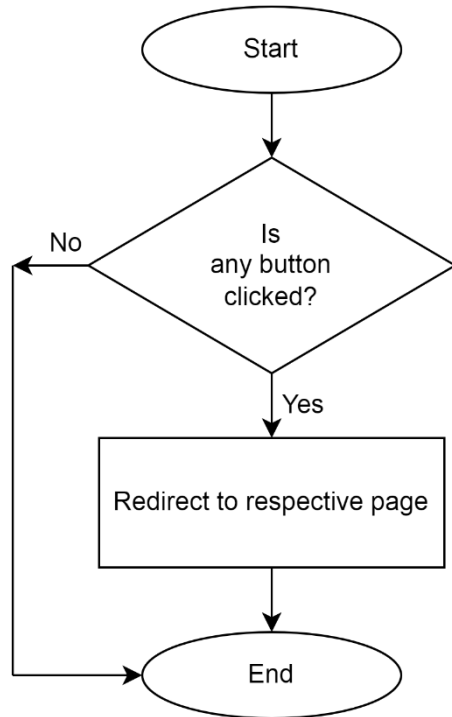 Start
Is
any button
clicked?
No
Yes
Redirect to respective page
End